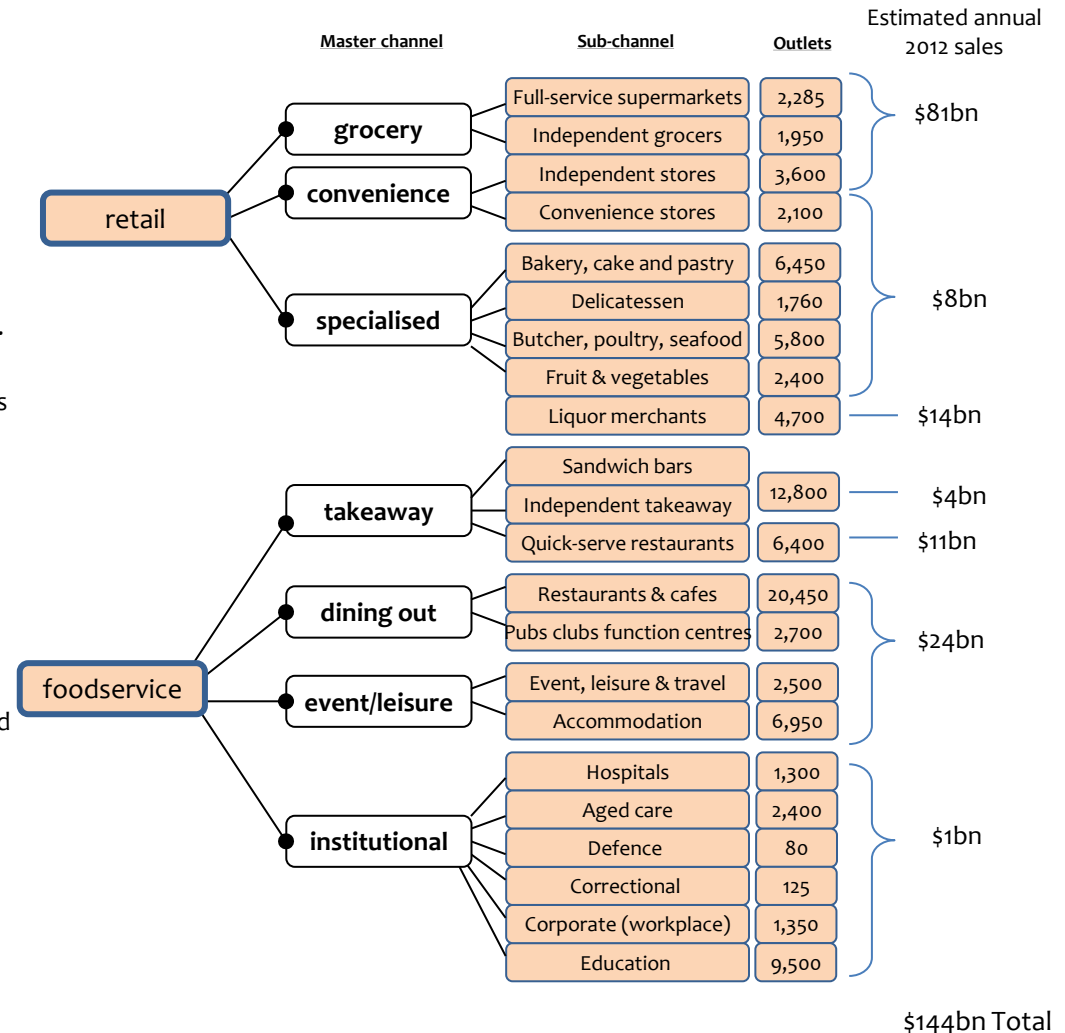 Estimated annual
2012 sales
Master channel
Sub-channel
Outlets
retail
grocery
Full-service supermarkets
2,285
Independent grocers
1,950
$81bn
convenience
Independent stores
3,600
Convenience stores
2,100
specialised
Bakery, cake and pastry
6,450
Delicatessen
1,760
Butcher, poultry, seafood
5,800
Fruit & vegetables
2,400
$8bn
Liquor merchants
4,700
$14bn
.
s
foodservice
takeaway
Sandwich bars
Independent takeaway
12,800
$4bn
Quick-serve restaurants
6,400
$11bn
dining out
Restaurants & cafes
20,450
Pubs clubs function centres
2,700
$24bn
event/leisure
Event, leisure & travel
2,500
Accommodation
6,950
d
institutional
Hospitals
1,300
Aged care
2,400
Defence
80
Correctional
125
Corporate (workplace)
1,350
Education
9,500
$1bn
$144bn Total